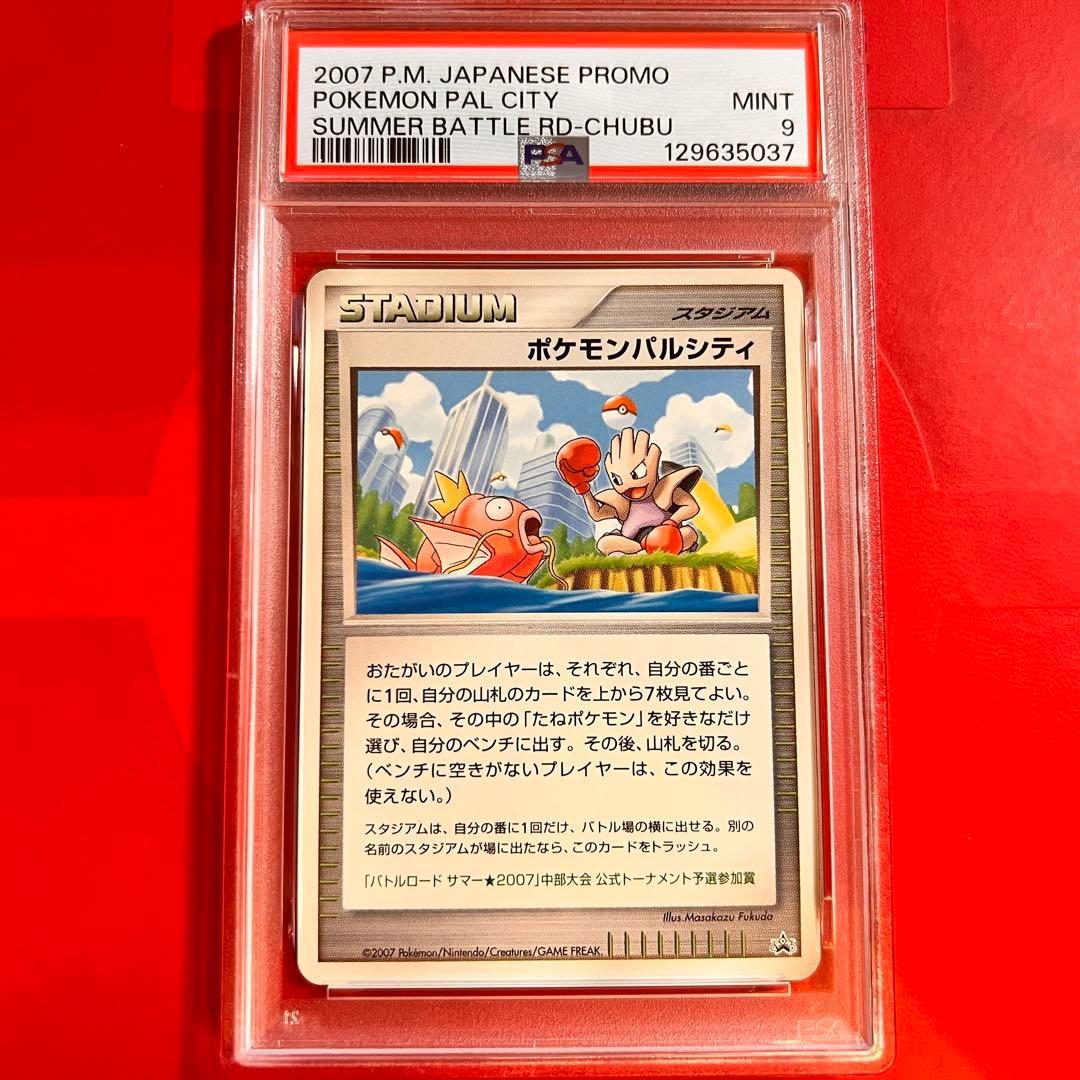 2007 P.M. JAPANESE PROMO
POKEMON PAL CITY MINT
SUMMER BATTLE RD-CHUBU 9
PSA 129635037
STADIUM スタジアム
ポケモンパルシティ
おたがいのプレイヤーは、それぞれ、自分の番ごと
に1回、自分の山札のカードを上から7枚見てよい。
その場合、その中の「たねポケモン」を好きなだけ
選び、自分のベンチに出す。その後、山札を切る。
(ベンチに空きがないプレイヤーは、この効果を
使えない。)
スタジアムは、自分の番に1回だけ、バトル場の横に出せる。別の
名前のスタジアムが場に出たなら、このカードをトラッシュ。
「バトルロード サマー★2007」中部大会 公式トーナメント予選参加賞
Illus.Masakazu Fukuda
©2007 Pokémon/Nintendo/Creatures/GAME FREAK.